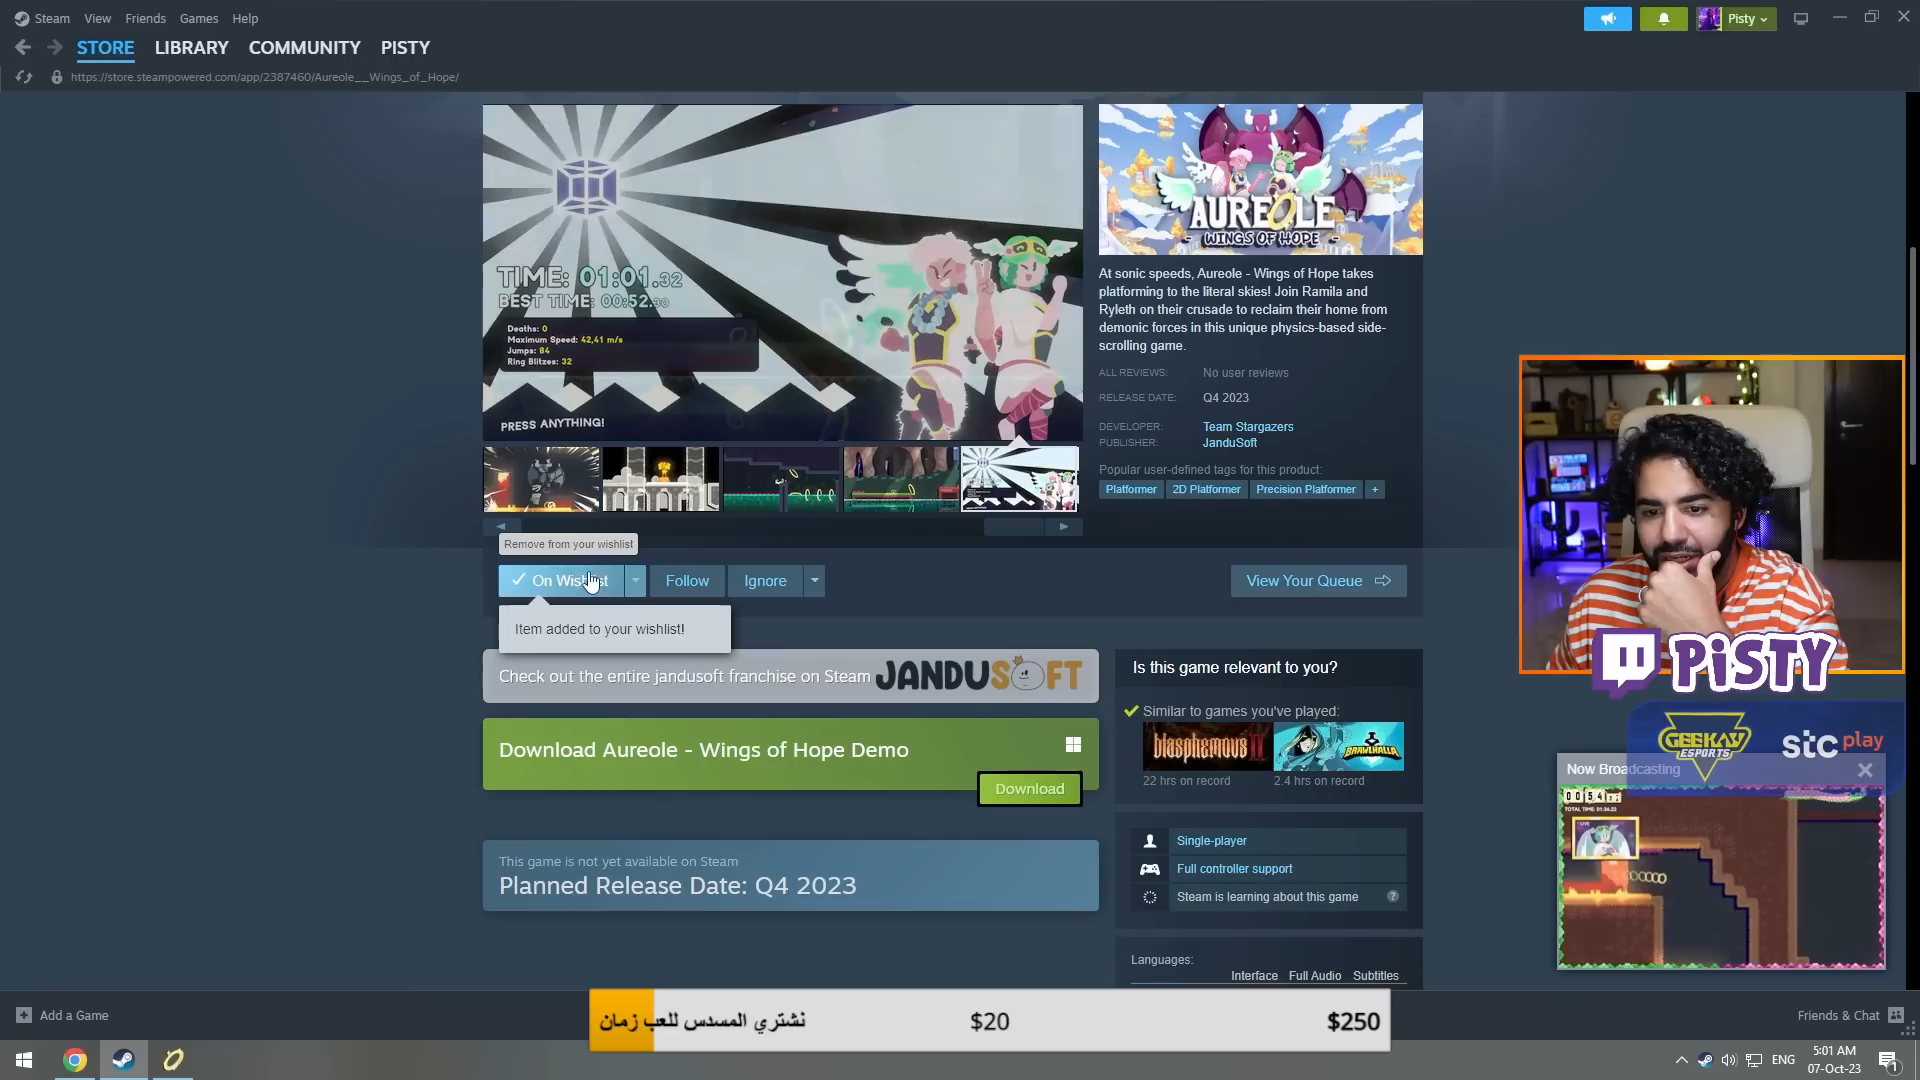 Steam View Friends Games Help
Pisty
STORE LIBRARY COMMUNITY PISTY
https://store.steampowered.com/app/2387460/Aureole__Wings_of_Hope/
TIME: 01:01.32
BEST TIME: 00:52.30
Deaths: 0
Maximum Speed: 42,41 m/s
Jumps: 84
Ring Blitzes: 32
PRESS ANYTHING!
AUREOLE
- WINGS OF HOPE -
At sonic speeds, Aureole - Wings of Hope takes
platforming to the literal skies! Join Ramila and
Ryleth on their crusade to reclaim their home from
demonic forces in this unique physics-based side-
scrolling game.
ALL REVIEWS: No user reviews
RELEASE DATE: Q4 2023
DEVELOPER: Team Stargazers
PUBLISHER: JanduSoft
Popular user-defined tags for this product:
Platformer 2D Platformer Precision Platformer +
Remove from your wishlist
On Wishlist Follow Ignore View Your Queue
Item added to your wishlist!
Check out the entire jandusoft franchise on Steam JANDUSOFT
Download Aureole - Wings of Hope Demo
Download
This game is not yet available on Steam
Planned Release Date: Q4 2023
Is this game relevant to you?
Similar to games you've played:
blasphemous II BRAWLHALLA
22 hrs on record 2.4 hrs on record
Single-player
Full controller support
Steam is learning about this game ?
Languages:
Interface Full Audio Subtitles
PISTY
GEEKAY ESPORTS stc play
Now Broadcasting
00:54
LIVE
Add a Game
نشتري المسدس للعب زمان $20 $250
Friends & Chat
ENG
5:01 AM
07-Oct-23
1